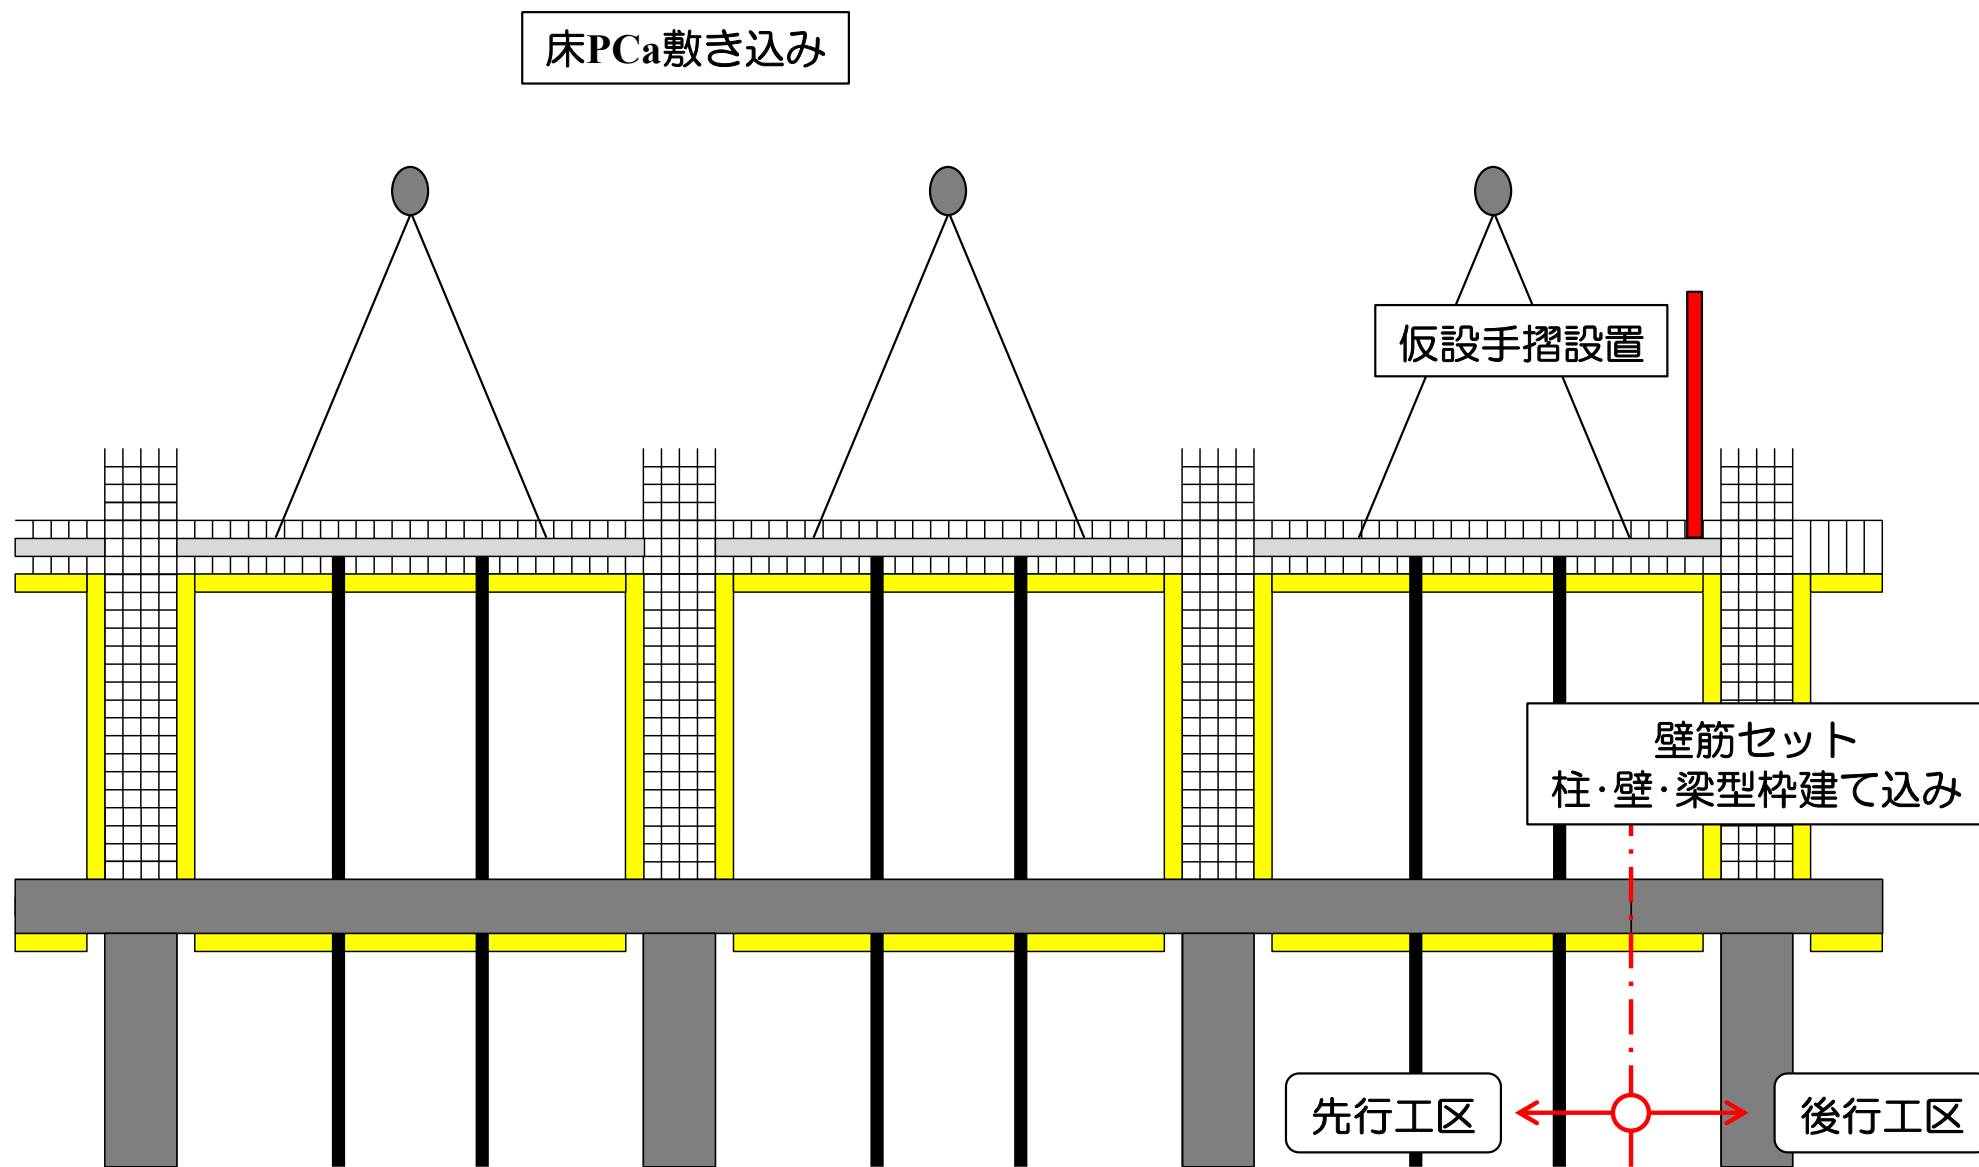 床PCa敷き込み
仮設手摺設置
壁筋セット
柱・壁・梁型枠建て込み
先行工区
後行工区